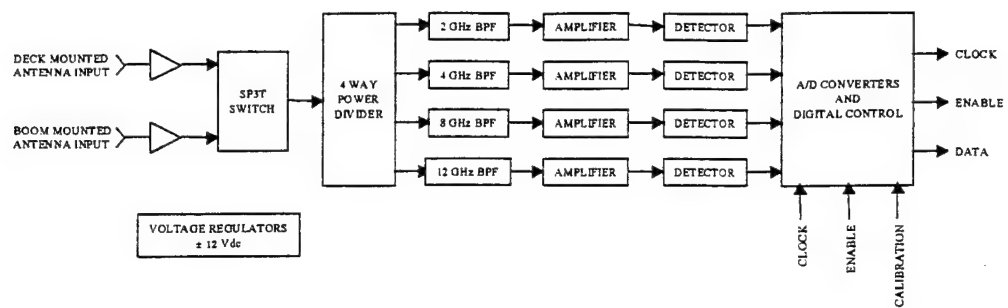 DECK MOUNTED
ANTENNA INPUT
BOOM MOUNTED
ANTENNA INPUT
SP3T
SWITCH
4 WAY
POWER
DIVIDER
2 GHz BPF
AMPLIFIER
DETECTOR
4 GHz BPF
AMPLIFIER
DETECTOR
8 GHz BPF
AMPLIFIER
DETECTOR
12 GHz BPF
AMPLIFIER
DETECTOR
A/D CONVERTERS
AND
DIGITAL CONTROL
CLOCK
ENABLE
DATA
CLOCK
ENABLE
CALIBRATION
VOLTAGE REGULATORS
± 12 Vdc